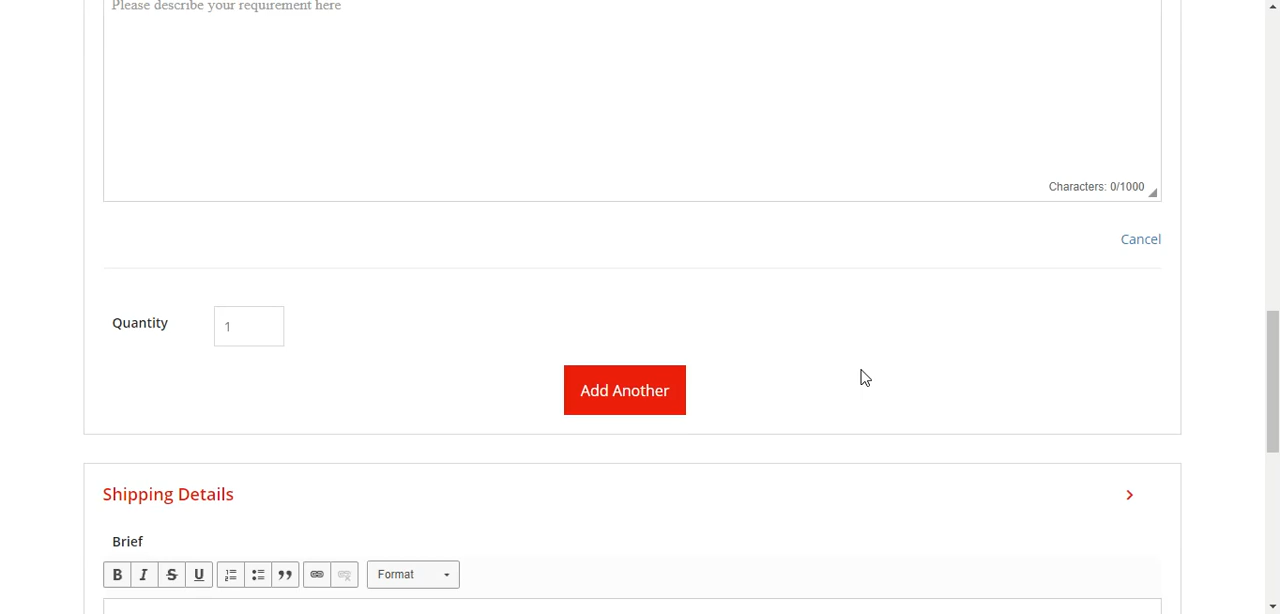 Please describe your requirement here
Characters: 0/1000
Cancel
Quantity 1
Add Another
Shipping Details
Brief
B I S U Format